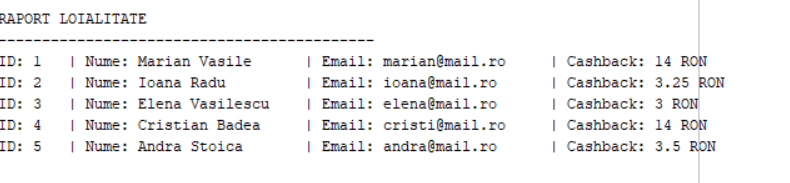 RAPORT LOIALITATE
--------------------------------------------
ID: 1 | Nume: Marian Vasile | Email: marian@mail.ro | Cashback: 14 RON
ID: 2 | Nume: Ioana Radu | Email: ioana@mail.ro | Cashback: 3.25 RON
ID: 3 | Nume: Elena Vasilescu | Email: elena@mail.ro | Cashback: 3 RON
ID: 4 | Nume: Cristian Badea | Email: cristi@mail.ro | Cashback: 14 RON
ID: 5 | Nume: Andra Stoica | Email: andra@mail.ro | Cashback: 3.5 RON